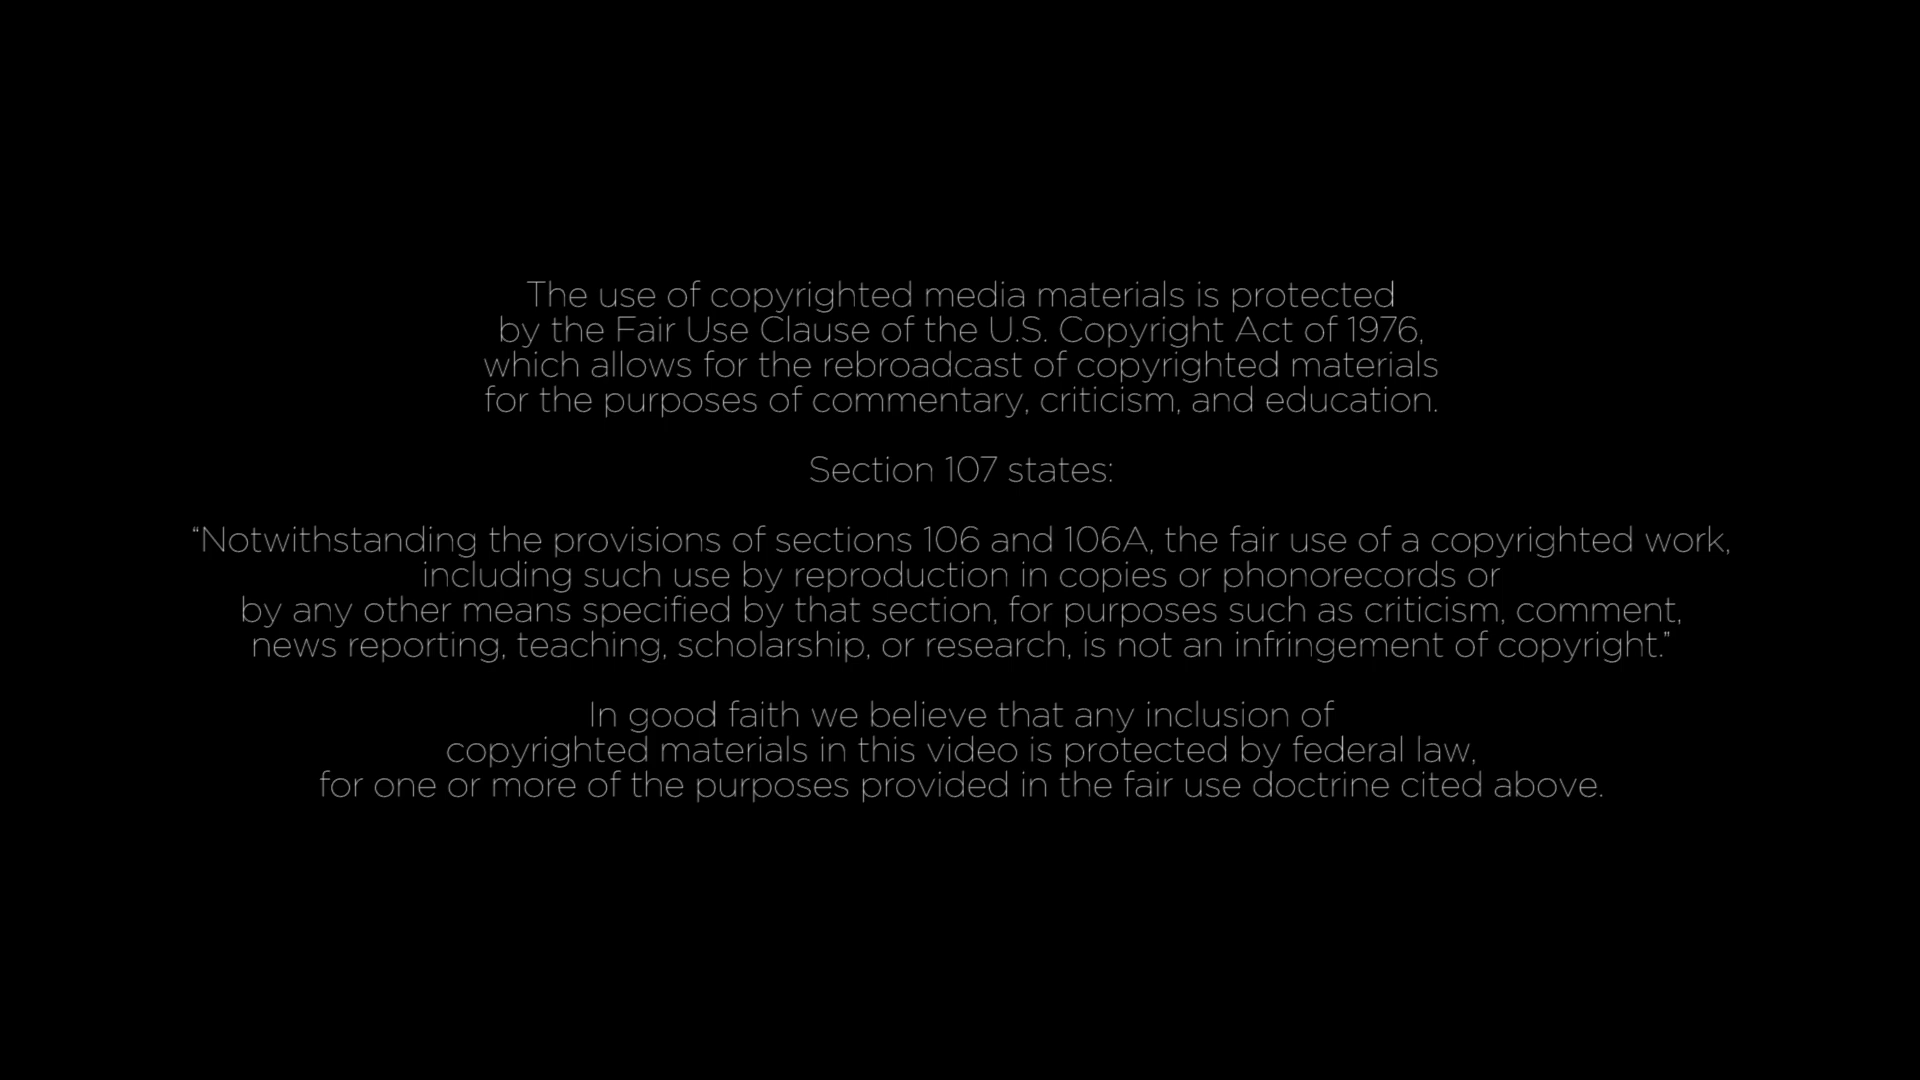 The use of copyrighted media materials is protected
by the Fair Use Clause of the U.S. Copyright Act of 1976,
which allows for the rebroadcast of copyrighted materials
for the purposes of commentary, criticism, and education.
Section 107 states:
“Notwithstanding the provisions of sections 106 and 106A, the fair use of a copyrighted work,
including such use by reproduction in copies or phonorecords or
by any other means specified by that section, for purposes such as criticism, comment,
news reporting, teaching, scholarship, or research, is not an infringement of copyright.”
In good faith we believe that any inclusion of
copyrighted materials in this video is protected by federal law,
for one or more of the purposes provided in the fair use doctrine cited above.